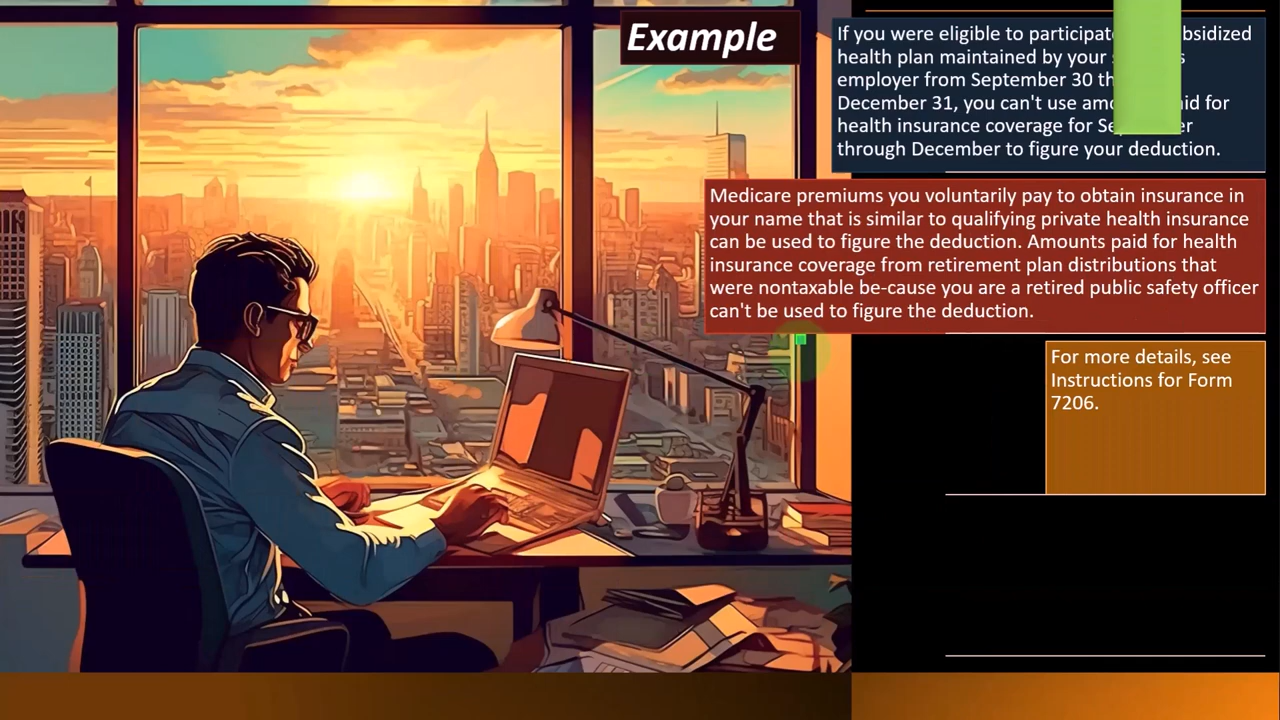 Example
If you were eligible to participate bsidized
health plan maintained by your
employer from September 30
December 31, you can't use for
health insurance coverage for
through December to figure your deduction.
Medicare premiums you voluntarily pay to obtain insurance in
your name that is similar to qualifying private health insurance
can be used to figure the deduction. Amounts paid for health
insurance coverage from retirement plan distributions that
were nontaxable be-cause you are a retired public safety officer
can't be used to figure the deduction.
For more details, see
Instructions for Form
7206.